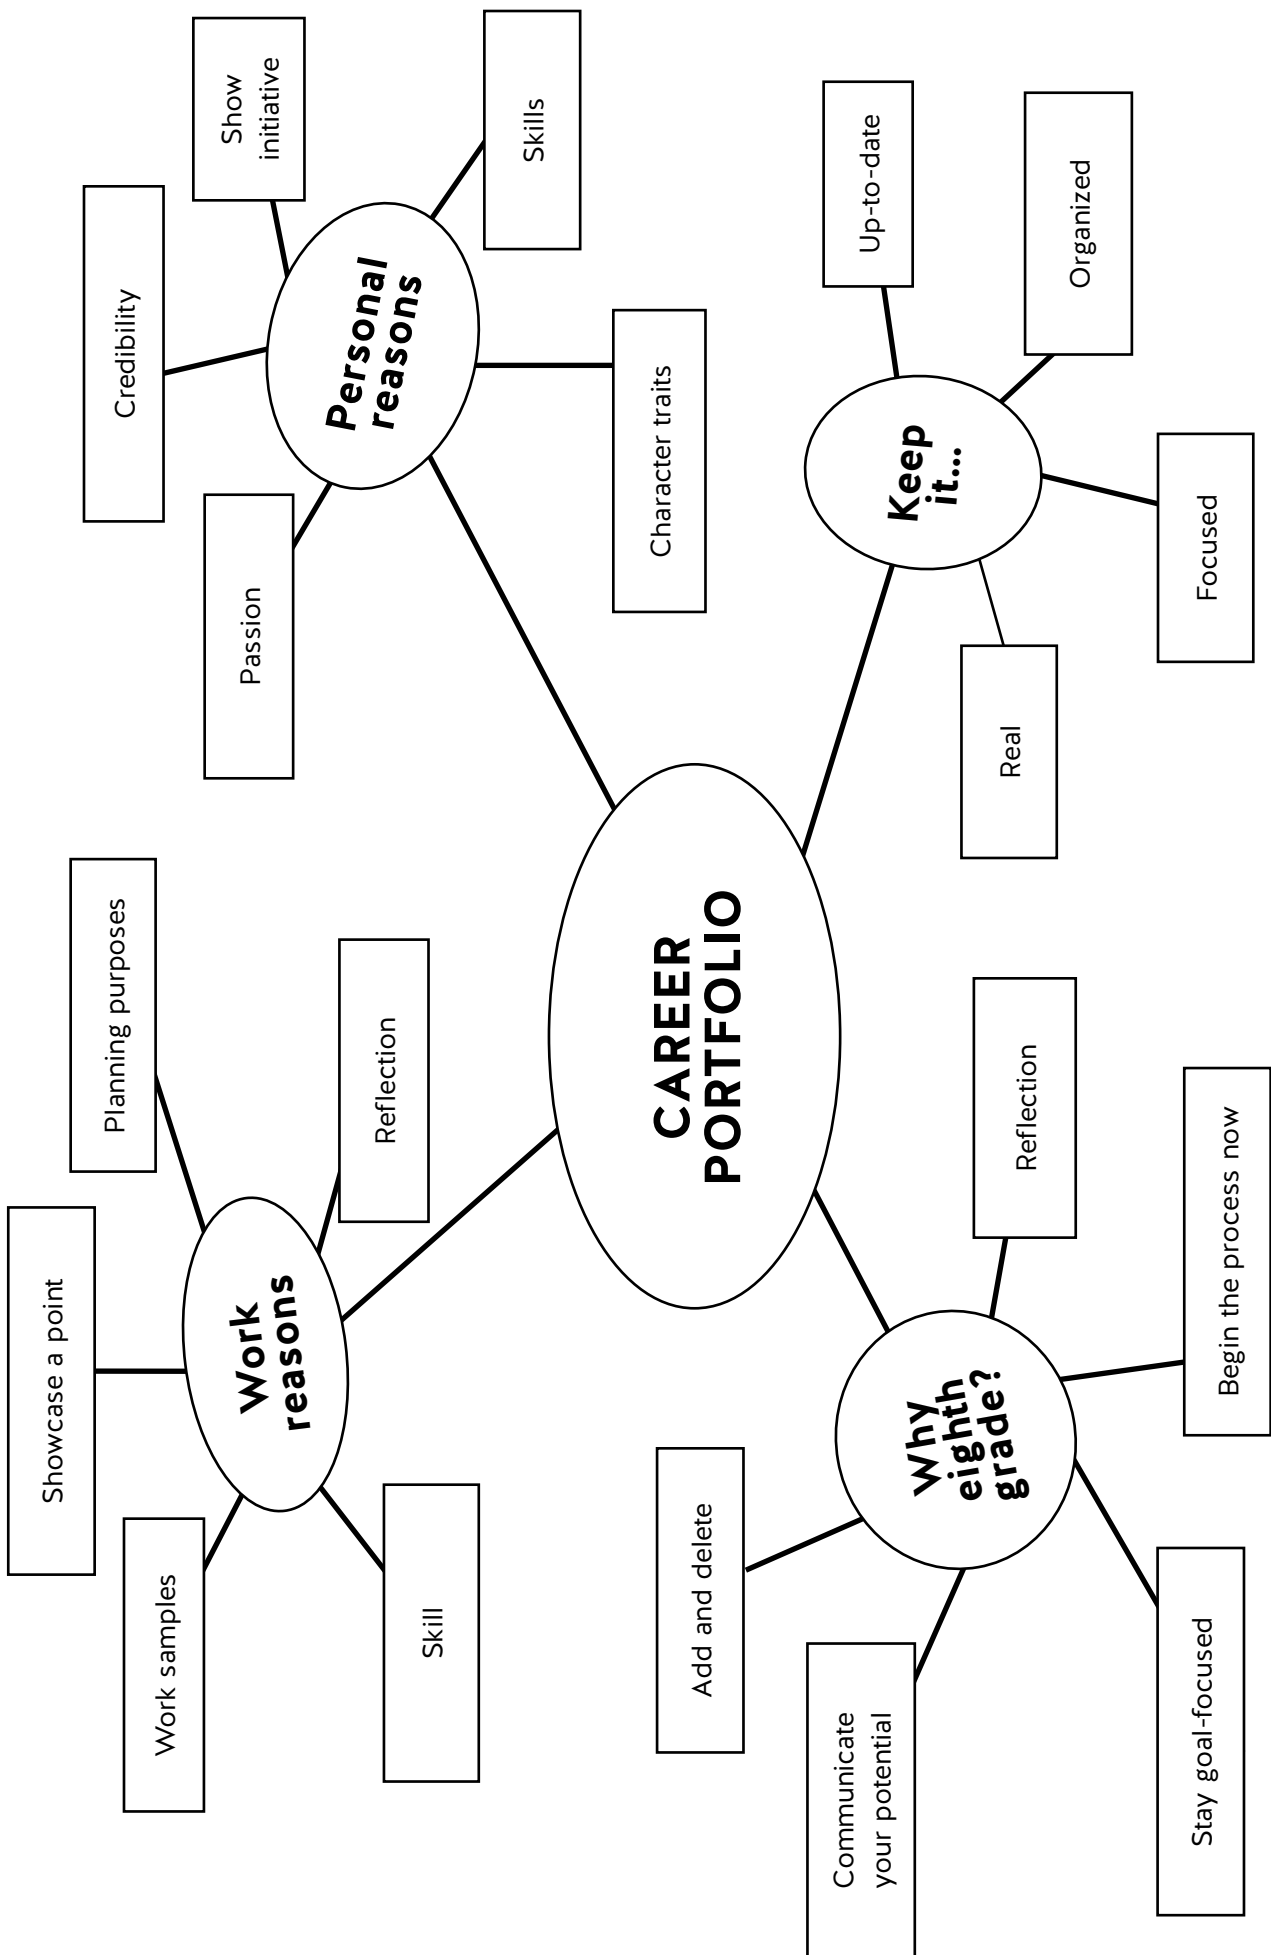 Showcase a point
Planning purposes
Work samples
Work
reasons
Reflection
Skill
Credibility
Show
initiative
Passion
Personal
reasons
Skills
Character traits
CAREER
PORTFOLIO
Add and delete
Communicate
your potential
Why
eighth
grade?
Reflection
Stay goal-focused
Begin the process now
Up-to-date
Keep
it...
Organized
Real
Focused